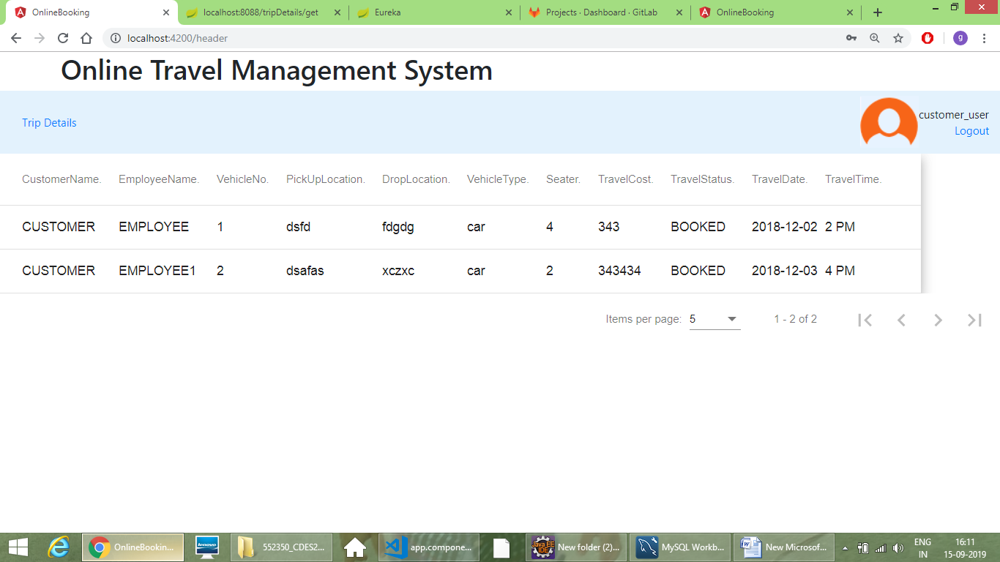 OnlineBooking
localhost:8088/tripDetails/get
Eureka
Projects · Dashboard · GitLab
OnlineBooking
localhost:4200/header
g
Online Travel Management System
Trip Details
customer_user
Logout
CustomerName. EmployeeName. VehicleNo. PickUpLocation. DropLocation. VehicleType. Seater. TravelCost. TravelStatus. TravelDate. TravelTime.
CUSTOMER EMPLOYEE 1 dsfd fdgdg car 4 343 BOOKED 2018-12-02 2 PM
CUSTOMER EMPLOYEE1 2 dsafas xczxc car 2 343434 BOOKED 2018-12-03 4 PM
Items per page: 5 1 - 2 of 2
OnlineBookin...
lenovo
552350_CDES2...
app.compone...
Java EE
IDE
New folder (2)...
MySQL Workb...
New Microsof...
ENG
IN
16:11
15-09-2019